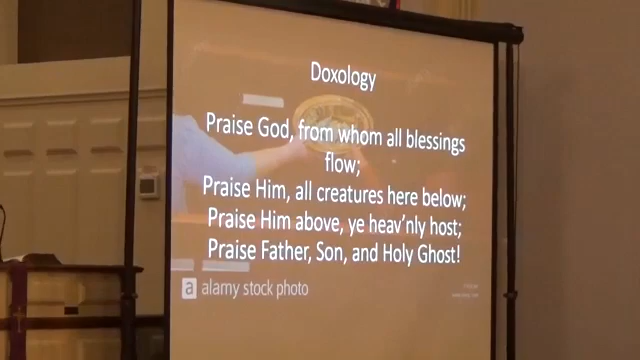 Doxology
Praise God, from whom all blessings
flow;
Praise Him, all creatures here below;
Praise Him above, ye heav'nly host;
Praise Father, Son, and Holy Ghost!
a alamy stock photo